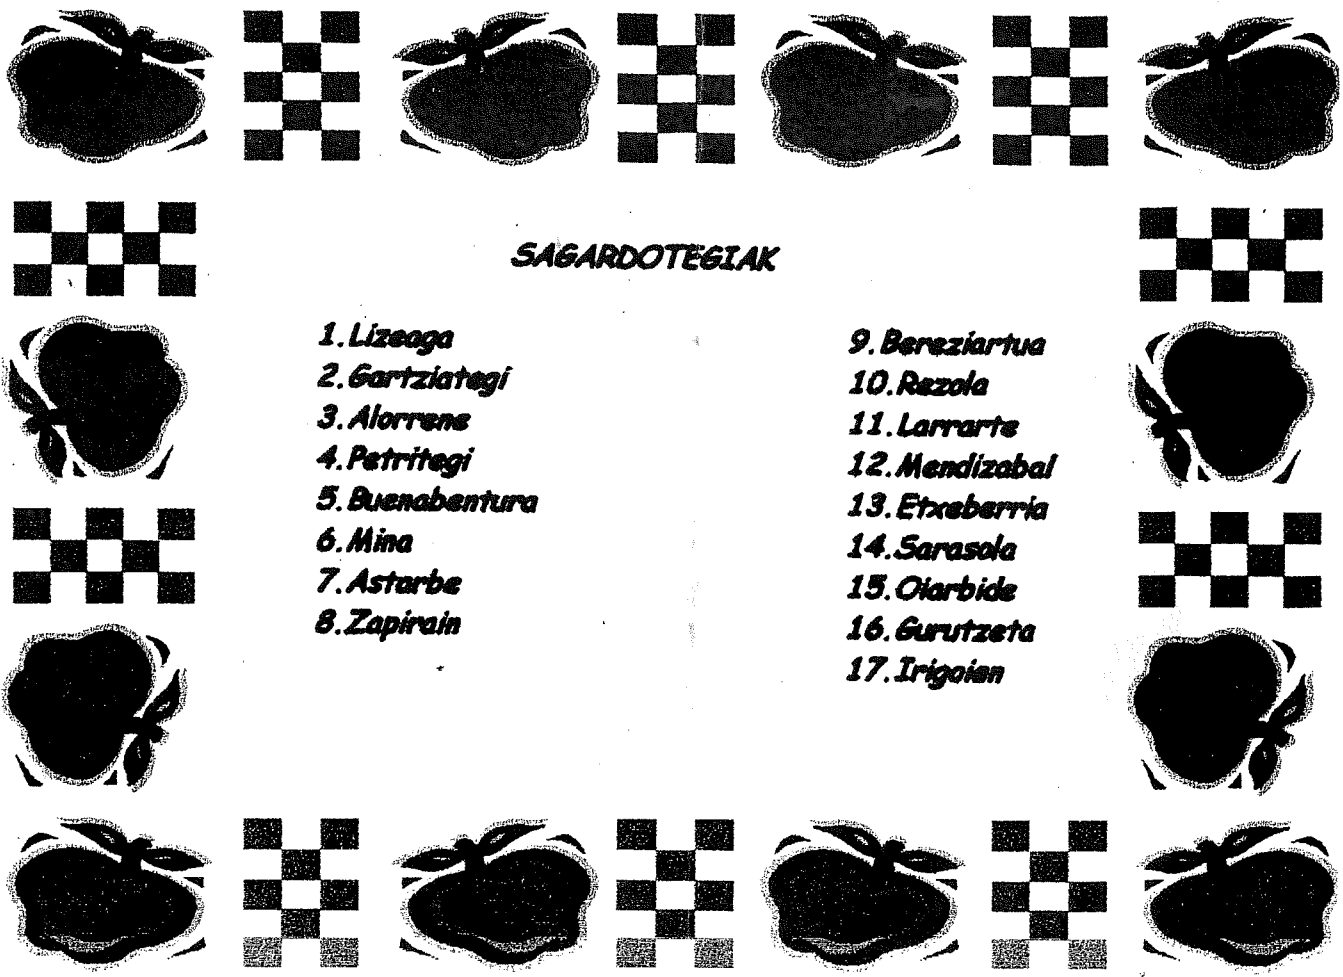 SAGARDOTEGIAK
1.Lizeaga
2.Gartziategi
3.Alorrene
4.Petritegi
5.Buenabentura
6.Mina
7.Astarbe
8.Zapirain
9.Bereziartua
10.Rezola
11.Larrarte
12.Mendizabal
13.Etxeberria
14.Sarasola
15.Olarbide
16.Gurutzeta
17.Irigoien